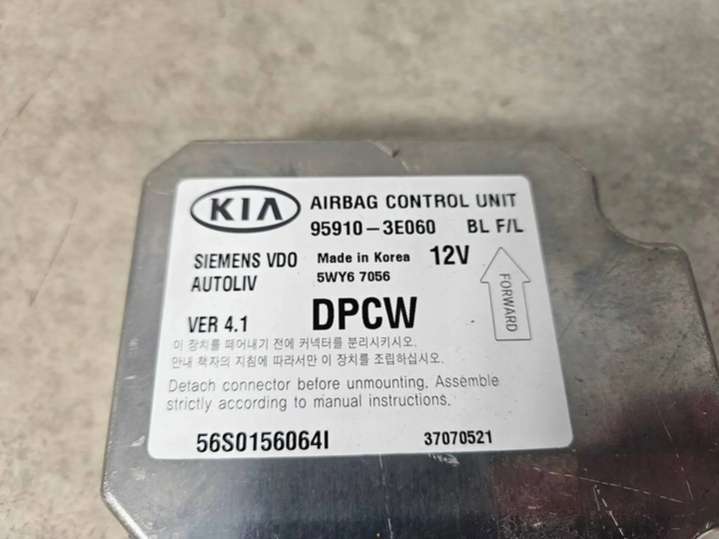 KIA AIRBAG CONTROL UNIT
95910-3E060 BL F/L
SIEMENS VDO Made in Korea 12V
AUTOLIV 5WY6 7056
FORWARD
VER 4.1 DPCW
이 장치를 떼어내기 전에 커넥터를 분리시키시오.
안내 책자의 지침에 따라서만 이 장치를 조립하십시오.
Detach connector before unmounting. Assemble
strictly according to manual instructions.
56S0156064I 37070521